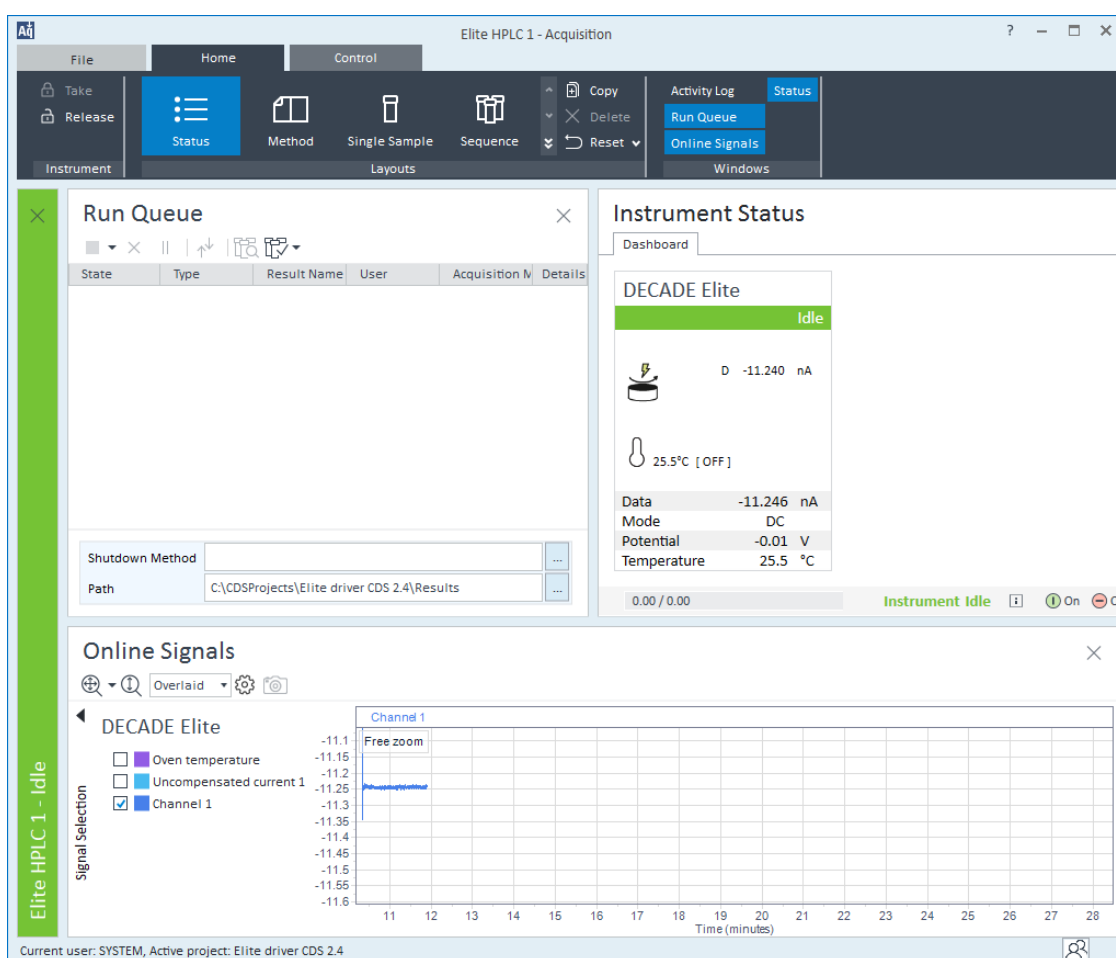 Elite HPLC 1 - Acquisition
?
File Home Control
Take
Release
Instrument
Status Method Single Sample Sequence
Copy
Delete
Reset
Layouts
Activity Log Status
Run Queue
Online Signals
Windows
Run Queue
State Type Result Name User Acquisition M Details
Shutdown Method ...
Path C:\CDSProjects\Elite driver CDS 2.4\Results ...
Instrument Status
Dashboard
DECADE Elite
Idle
D -11.240 nA
25.5°C [ OFF ]
Data -11.246 nA
Mode DC
Potential -0.01 V
Temperature 25.5 °C
0.00 / 0.00 Instrument Idle i On
Elite HPLC 1 - Idle
Online Signals
Overlaid
Signal Selection
DECADE Elite
Oven temperature
Uncompensated current 1
Channel 1
Channel 1
Free zoom
-11.1
-11.15
-11.2
-11.25
-11.3
-11.35
-11.4
-11.45
-11.5
-11.55
-11.6
11 12 13 14 15 16 17 18 19 20 21 22 23 24 25 26 27 28
Time (minutes)
Current user: SYSTEM, Active project: Elite driver CDS 2.4